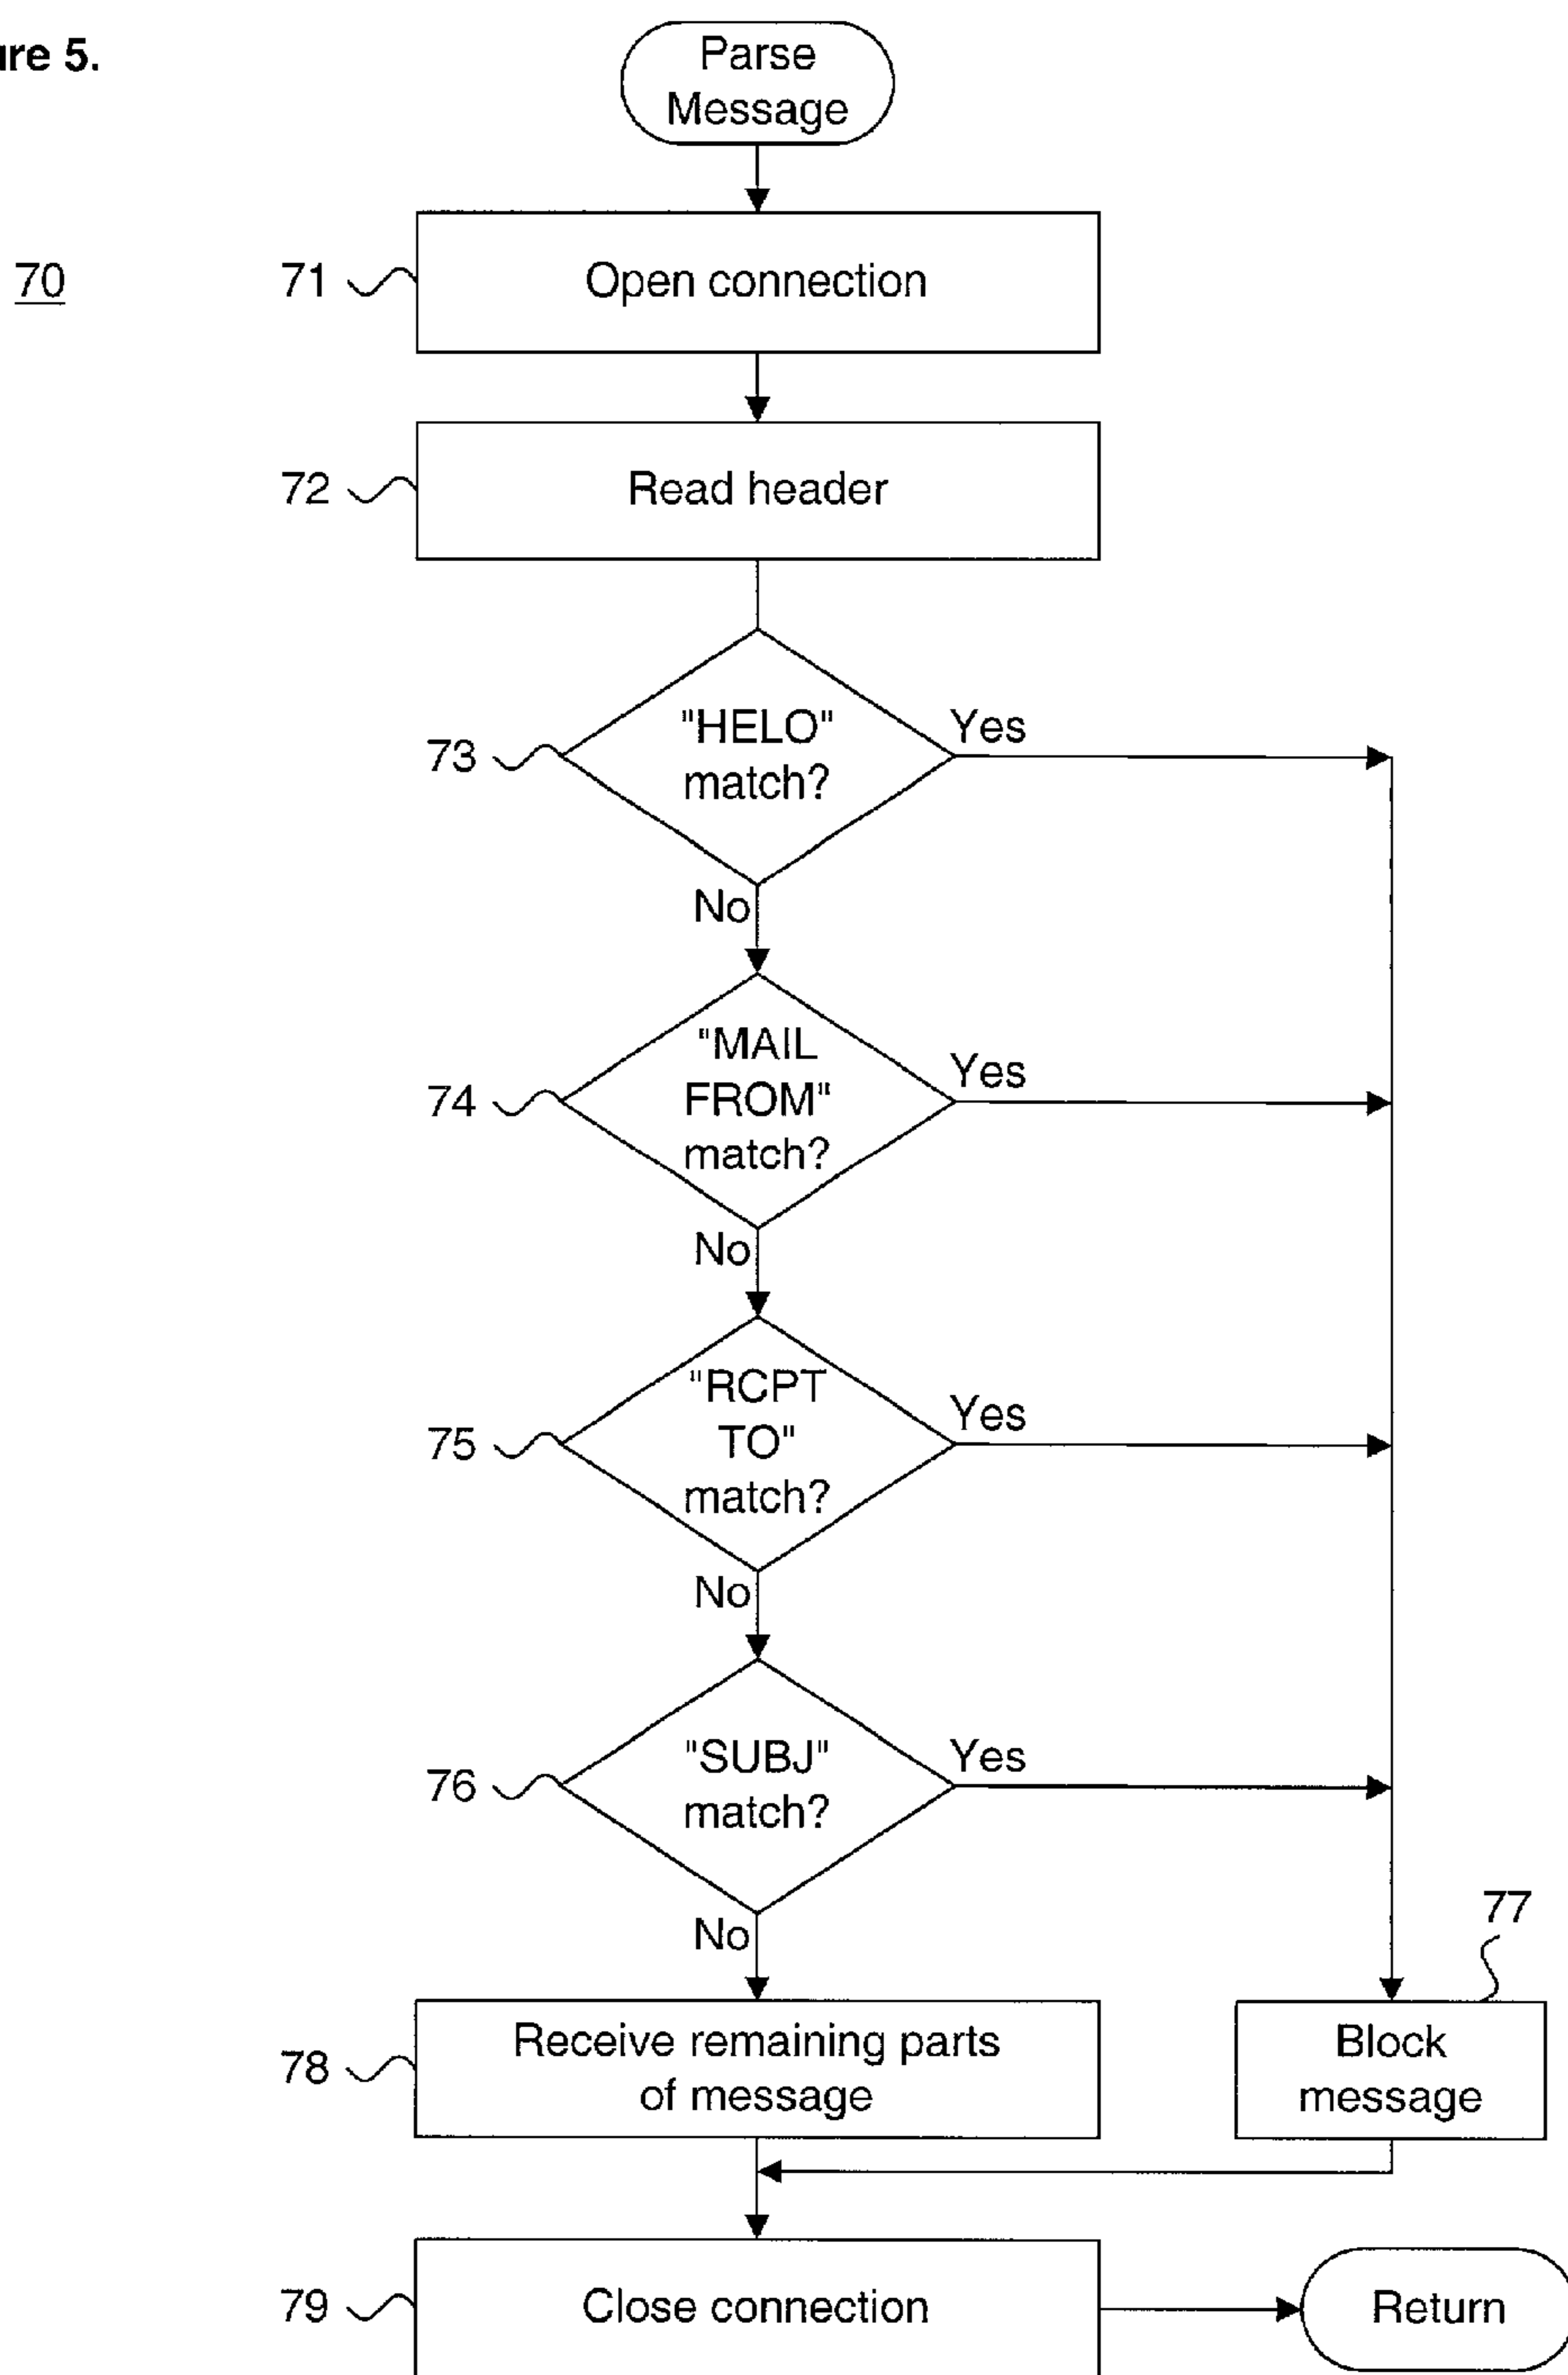 ure 5.
Parse
Message
70
71
Open connection
72
Read header
73
"HELO"
match?
Yes
No
74
"MAIL
FROM"
match?
Yes
No
75
"RCPT
TO"
match?
Yes
No
76
"SUBJ"
match?
Yes
No
77
78
Receive remaining parts
of message
Block
message
79
Close connection
Return